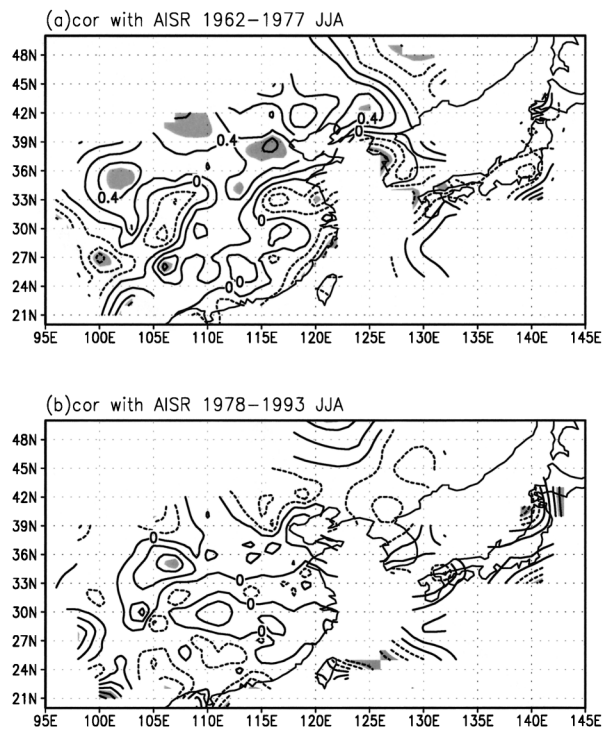 (a)cor with AISR 1962-1977 JJA
48N
45N
42N
39N
36N
33N
30N
27N
24N
21N
0.4
0.4
0
0.4
0
0
0 0
95E 100E 105E 110E 115E 120E 125E 130E 135E 140E 145E
(b)cor with AISR 1978-1993 JJA
48N
45N
42N
39N
36N
33N
30N
27N
24N
21N
0
0
0
0
95E 100E 105E 110E 115E 120E 125E 130E 135E 140E 145E